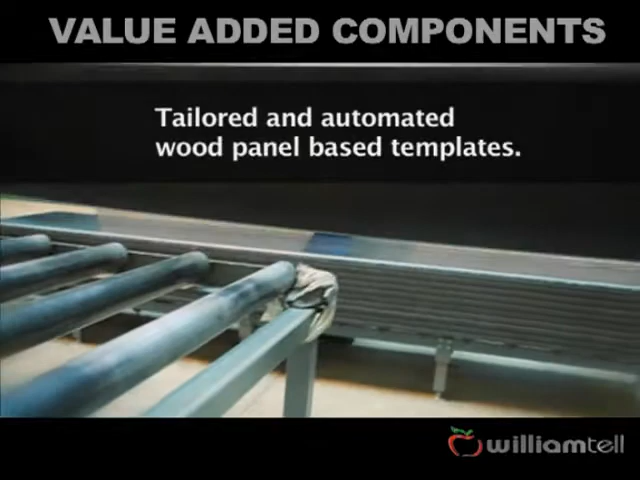 VALUE ADDED COMPONENTS
Tailored and automated
wood panel based templates.
williamtell